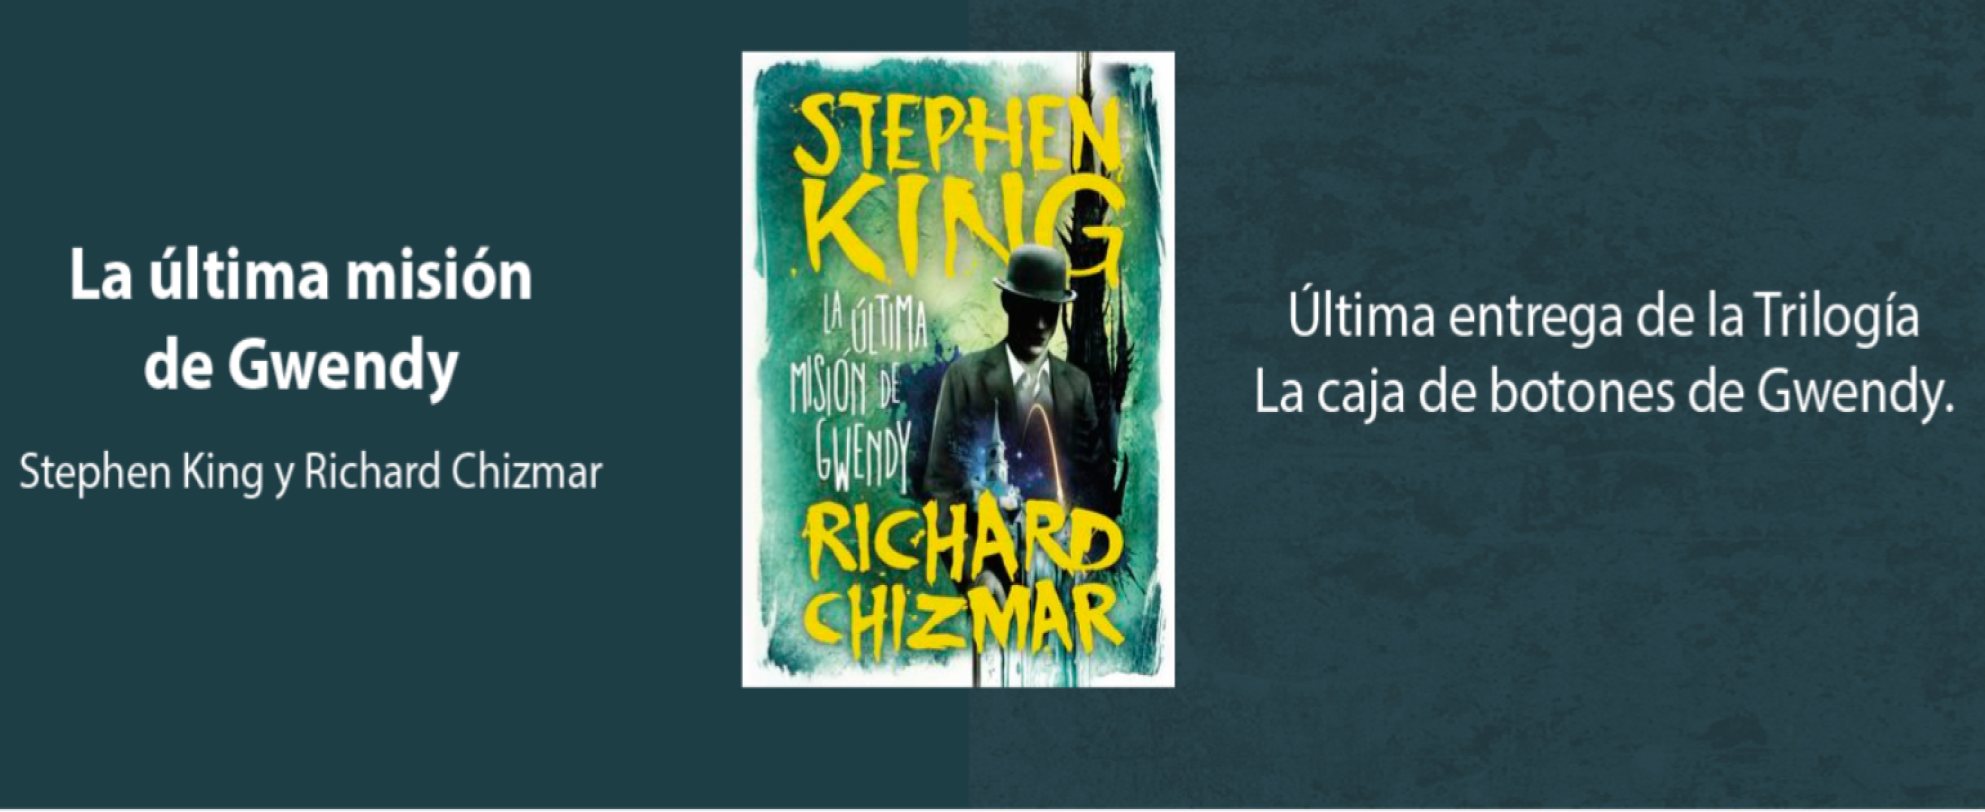 La última misión
de Gwendy
Stephen King y Richard Chizmar
STEPHEN
KING
LA ÚLTIMA
MISIÓN DE
GWENDY
RICHARD
CHIZMAR
Última entrega de la Trilogía
La caja de botones de Gwendy.